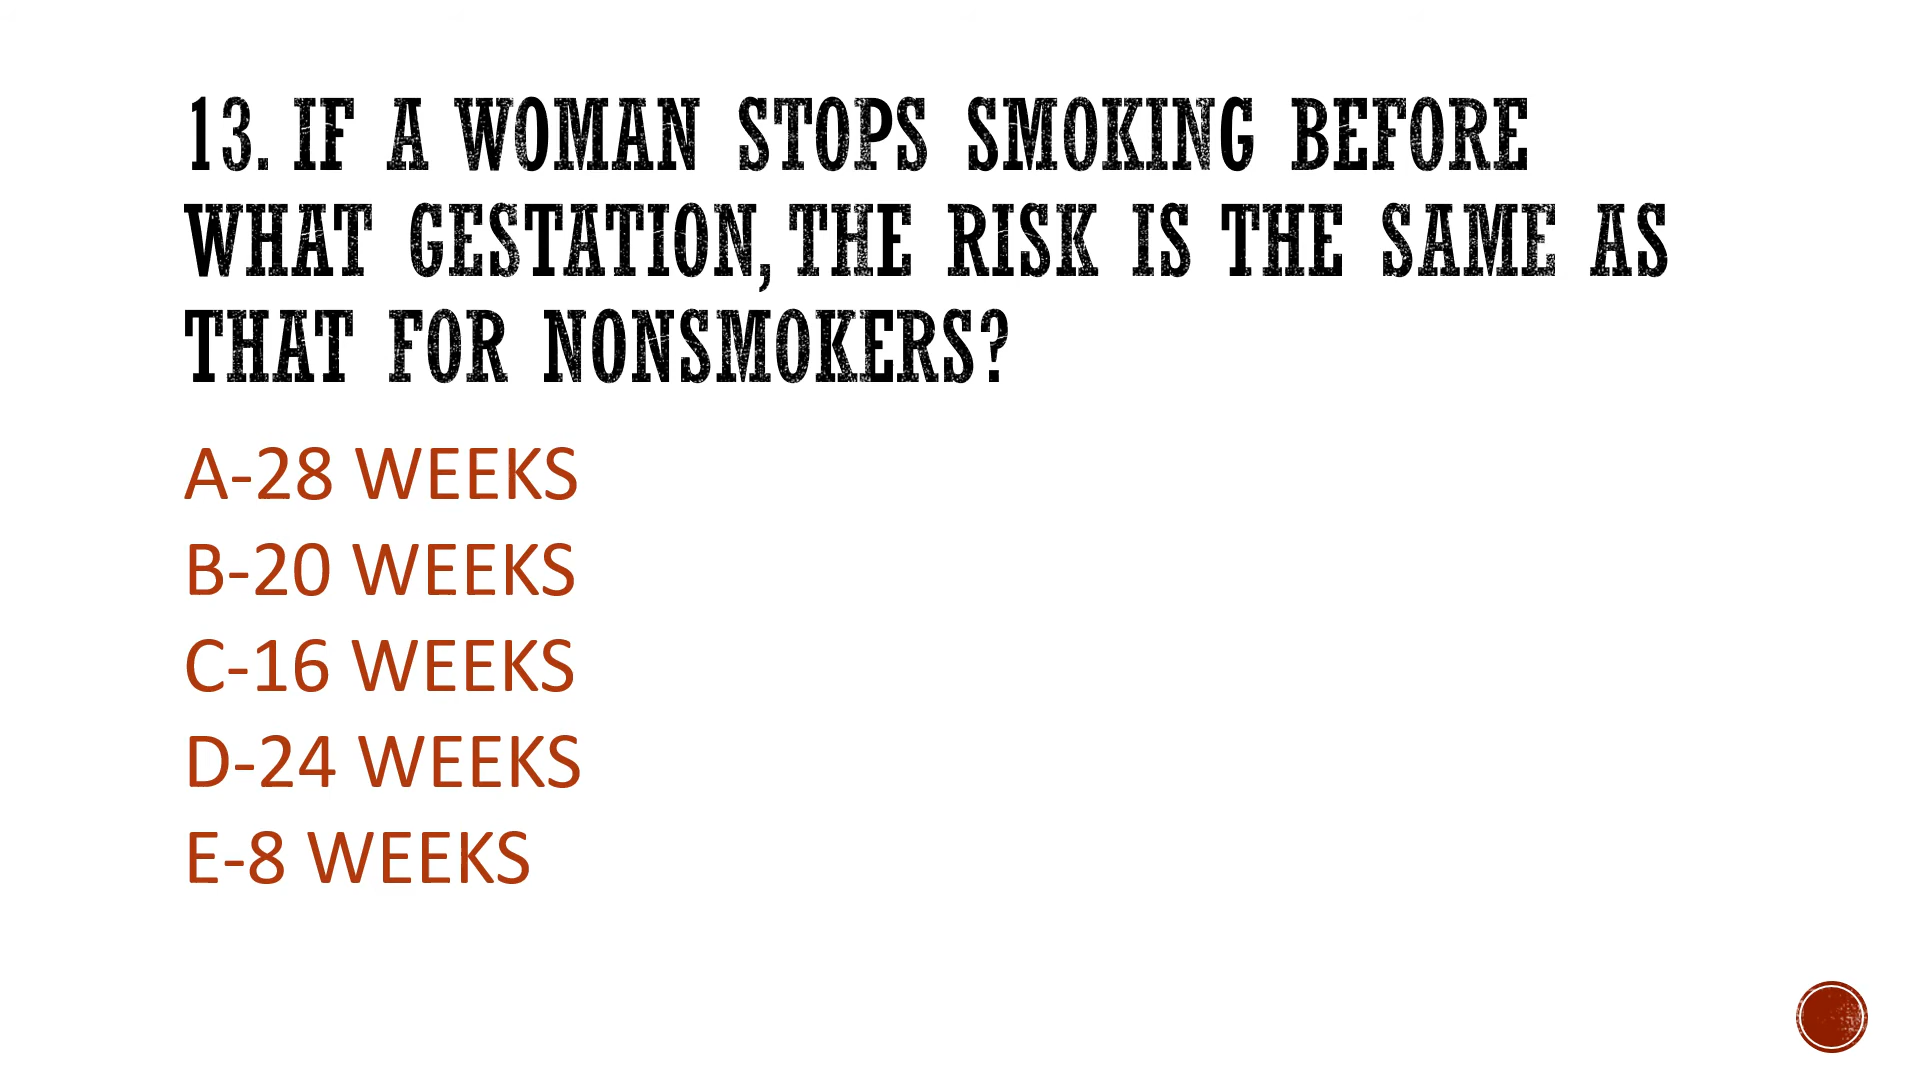 13. IF A WOMAN STOPS SMOKING BEFORE
WHAT GESTATION, THE RISK IS THE SAME AS
THAT FOR NONSMOKERS?
A-28 WEEKS
B-20 WEEKS
C-16 WEEKS
D-24 WEEKS
E-8 WEEKS